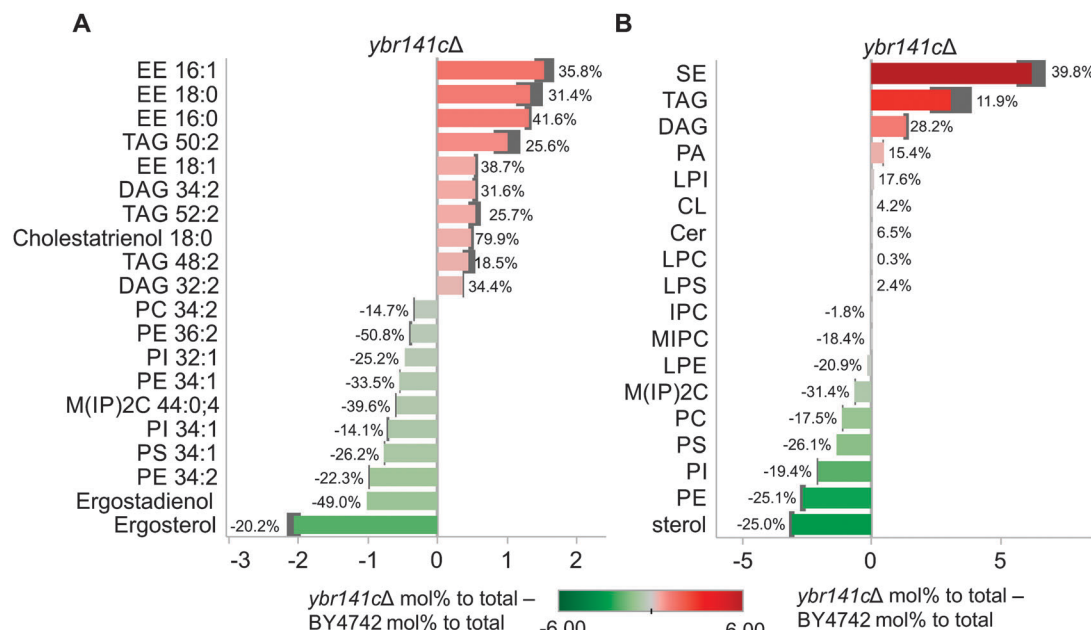 A
ybr141cΔ
EE 16:1 35.8%
EE 18:0 31.4%
EE 16:0 41.6%
TAG 50:2 25.6%
EE 18:1 38.7%
DAG 34:2 31.6%
TAG 52:2 25.7%
Cholestatrienol 18:0 79.9%
TAG 48:2 18.5%
DAG 32:2 34.4%
PC 34:2 -14.7%
PE 36:2 -50.8%
PI 32:1 -25.2%
PE 34:1 -33.5%
M(IP)2C 44:0;4 -39.6%
PI 34:1 -14.1%
PS 34:1 -26.2%
PE 34:2 -22.3%
Ergostadienol -49.0%
Ergosterol -20.2%
-3 -2 -1 0 1 2
ybr141cΔ mol% to total –
BY4742 mol% to total
B
ybr141cΔ
SE 39.8%
TAG 11.9%
DAG 28.2%
PA 15.4%
LPI 17.6%
CL 4.2%
Cer 6.5%
LPC 0.3%
LPS 2.4%
IPC -1.8%
MIPC -18.4%
LPE -20.9%
M(IP)2C -31.4%
PC -17.5%
PS -26.1%
PI -19.4%
PE -25.1%
sterol -25.0%
-5 0 5
ybr141cΔ mol% to total –
BY4742 mol% to total
-6.00 6.00